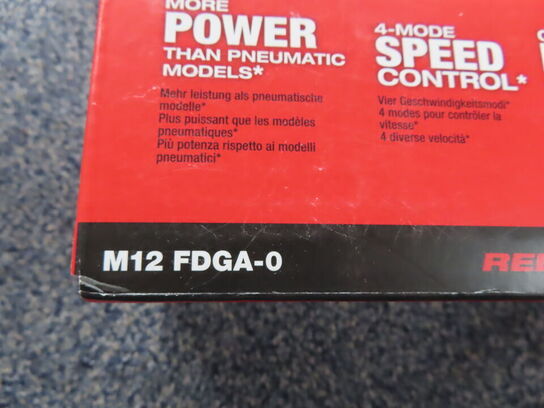 MORE
POWER
THAN PNEUMATIC
MODELS*
Mehr leistung als pneumatische
modelle*
Plus puissant que les modèles
pneumatiques*
Più potenza rispetto ai modelli
pneumatici*
4-MODE
SPEED
CONTROL*
Vier Geschwindigkeitsmodi*
4 modes pour contrôler la
vitesse*
4 diverse velocità*
M12 FDGA-0